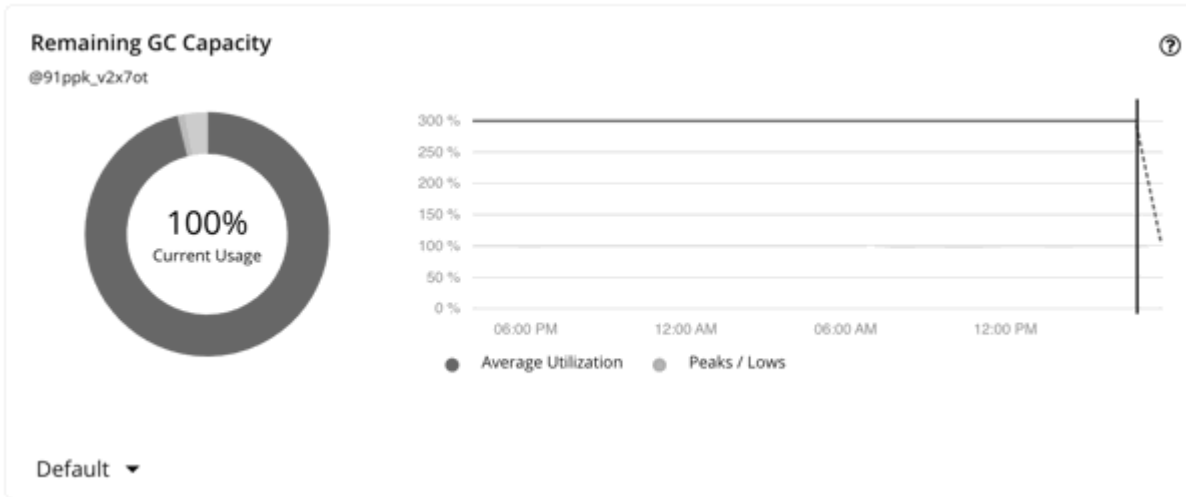 Remaining GC Capacity
@91ppk_v2x7ot
100%
Current Usage
300 %
250 %
200 %
150 %
100 %
50 %
0 %
06:00 PM 12:00 AM 06:00 AM 12:00 PM
Average Utilization Peaks / Lows
Default